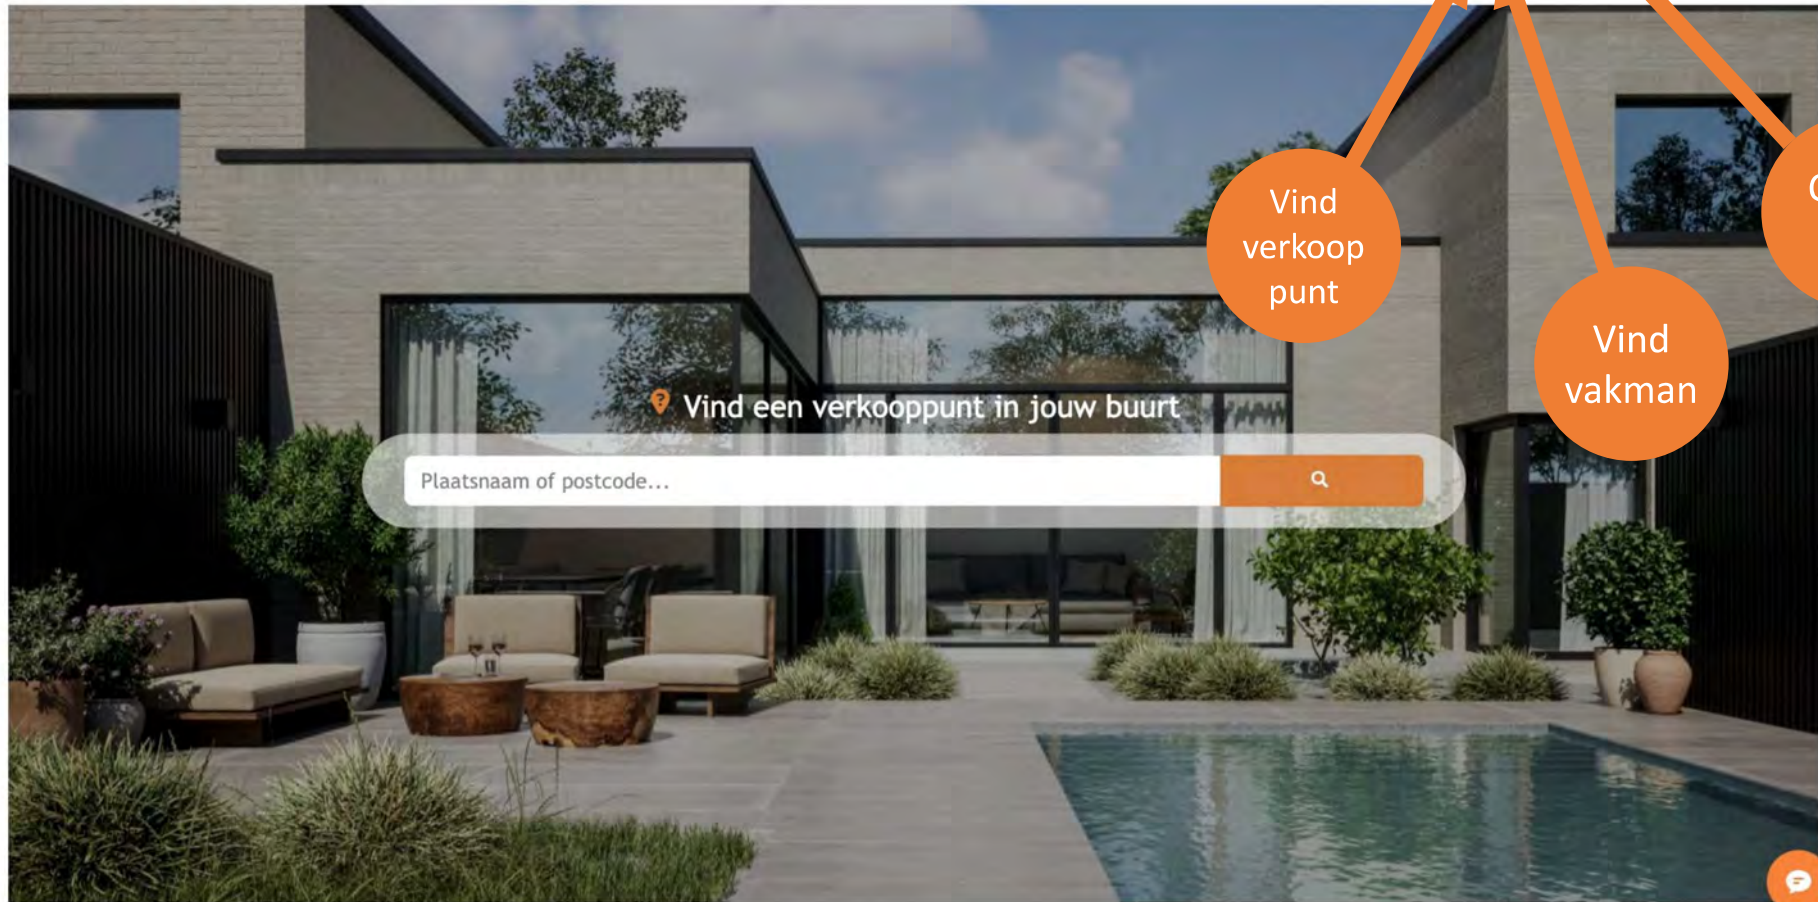 Vind
verkoop
punt
Vind
vakman
Vind een verkooppunt in jouw buurt
Plaatsnaam of postcode...